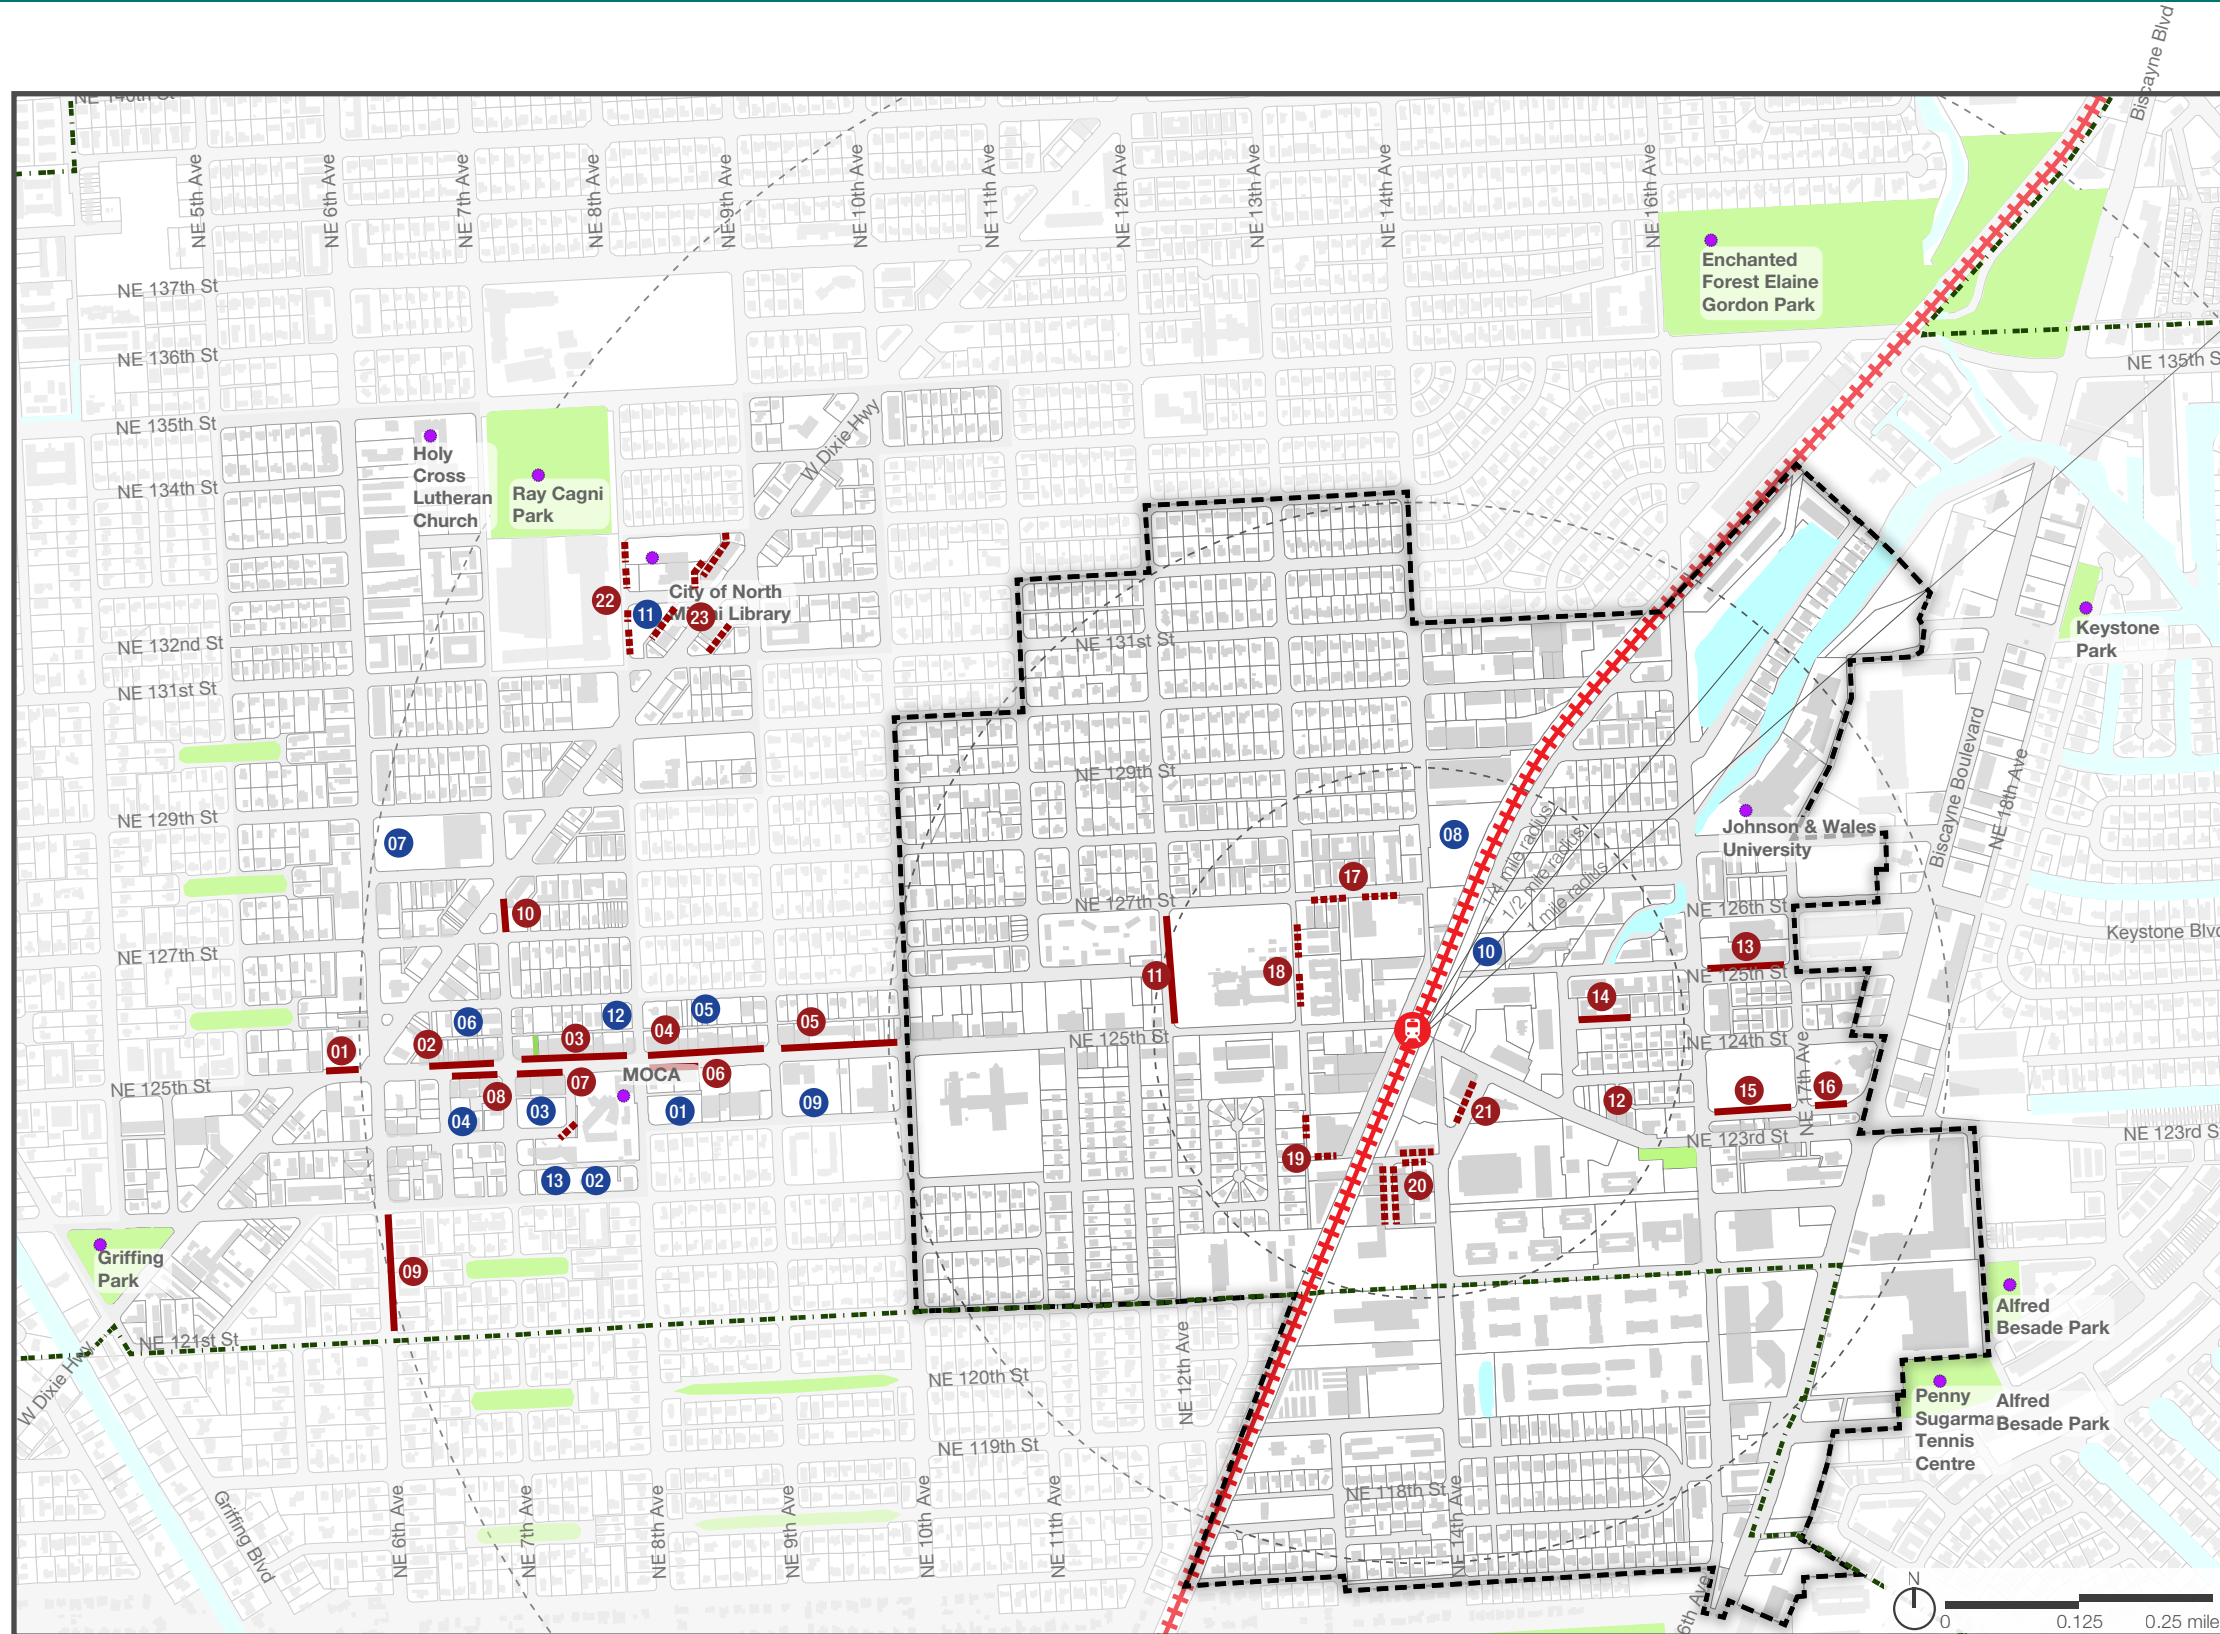 Biscayne Blvd
NE 140th St
NE 5th Ave
NE 6th Ave
NE 7th Ave
NE 8th Ave
NE 9th Ave
NE 10th Ave
NE 11th Ave
NE 12th Ave
NE 13th Ave
NE 14th Ave
NE 16th Ave
Enchanted
Forest Elaine
Gordon Park
NE 137th St
NE 136th St
NE 135th S
NE 135th St
W Dixie Hwy
Holy
Cross
Lutheran
Church
Ray Cagni
Park
NE 134th St
City of North
Miami Library
22
11
23
NE 132nd St
NE 131st St
NE 131st St
Keystone
Park
NE 129th St
NE 129th St
Biscayne Boulevard
NE 18th Ave
07
08
Johnson & Wales
University
1/4 mile radius
1/2 mile radius
1 mile radius
17
NE 127th St
10
NE 126th St
NE 127th St
Keystone Blvd
13
10
11
18
NE 125th St
14
05
12
06
04
05
03
02
01
NE 125th St
NE 124th St
NE 17th Ave
MOCA
06
07
08
NE 125th St
03
04
01
09
12
15
16
21
NE 123rd St
NE 123rd S
19
20
13
02
Griffing
Park
09
Alfred
Besade Park
NE 121st St
W Dixie Hwy
NE 12th Ave
NE 120th St
Penny
Sugarma
Tennis
Centre
Alfred
Besade Park
NE 119th St
NE 118th St
Griffing Blvd
NE 6th Ave
NE 7th Ave
NE 8th Ave
NE 9th Ave
NE 10th Ave
NE 11th Ave
NE 14th Ave
6th Ave
N
0
0.125
0.25 mile